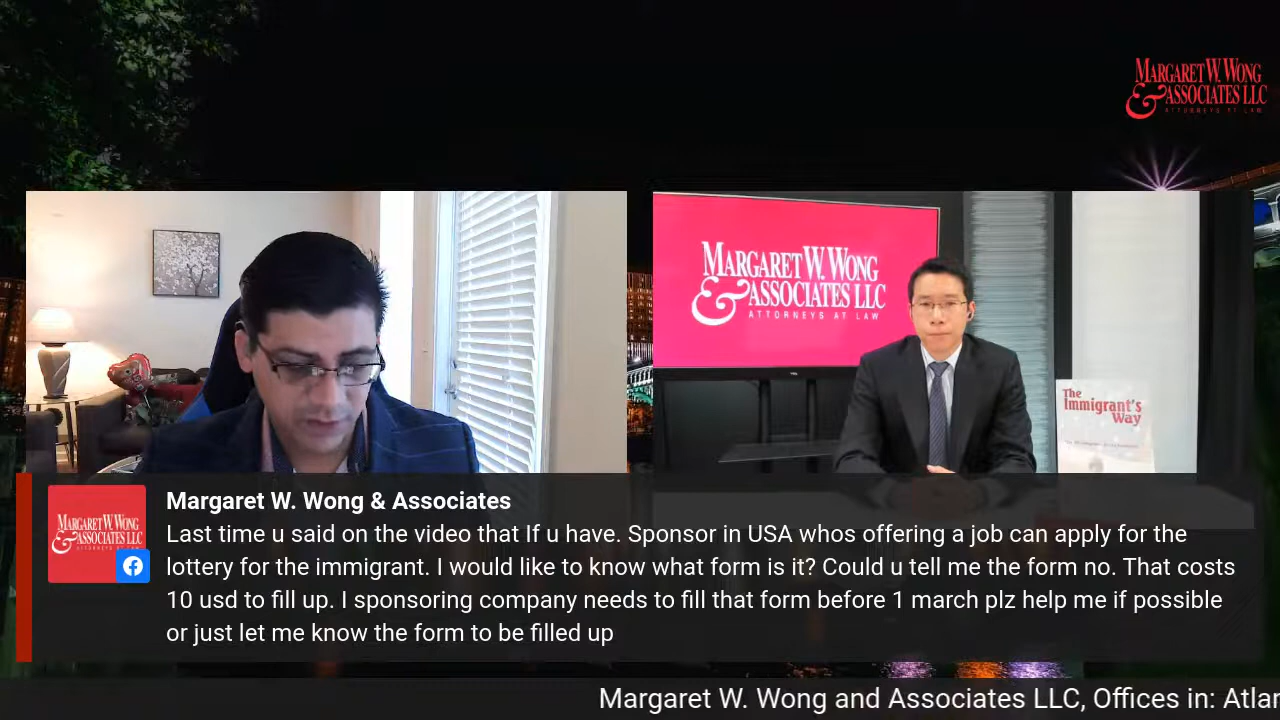 MARGARET W. WONG
& ASSOCIATES LLC
ATTORNEYS AT LAW
MARGARET W. WONG
& ASSOCIATES LLC
ATTORNEYS AT LAW
The
Immigrant's
Way
MARGARET W. WONG
& ASSOCIATES LLC
Margaret W. Wong & Associates
Last time u said on the video that If u have. Sponsor in USA whos offering a job can apply for the
lottery for the immigrant. I would like to know what form is it? Could u tell me the form no. That costs
10 usd to fill up. I sponsoring company needs to fill that form before 1 march plz help me if possible
or just let me know the form to be filled up
Margaret W. Wong and Associates LLC, Offices in: Atlan